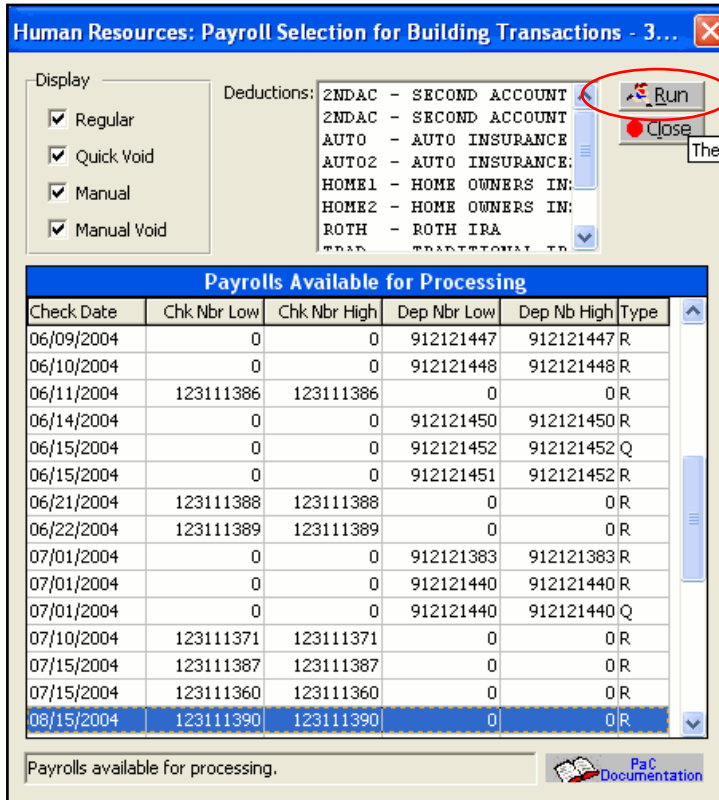 Human Resources: Payroll Selection for Building Transactions - 3...
Display
Regular
Quick Void
Manual
Manual Void
Deductions:
2NDAC - SECOND ACCOUNT
2NDAC - SECOND ACCOUNT
AUTO - AUTO INSURANCE
AUTO2 - AUTO INSURANCE
HOME1 - HOME OWNERS IN
HOME2 - HOME OWNERS IN
ROTH - ROTH IRA
Run
Close
The
Payrolls Available for Processing
Check Date Chk Nbr Low Chk Nbr High Dep Nbr Low Dep Nb High Type
06/09/2004 0 0 912121447 912121447 R
06/10/2004 0 0 912121448 912121448 R
06/11/2004 123111386 123111386 0 0 R
06/14/2004 0 0 912121450 912121450 R
06/15/2004 0 0 912121452 912121452 Q
06/15/2004 0 0 912121451 912121452 R
06/21/2004 123111388 123111388 0 0 R
06/22/2004 123111389 123111389 0 0 R
07/01/2004 0 0 912121383 912121383 R
07/01/2004 0 0 912121440 912121440 R
07/01/2004 0 0 912121440 912121440 Q
07/10/2004 123111371 123111371 0 0 R
07/15/2004 123111387 123111387 0 0 R
07/15/2004 123111360 123111360 0 0 R
08/15/2004 123111390 123111390 0 0 R
Payrolls available for processing.
PaC
Documentation